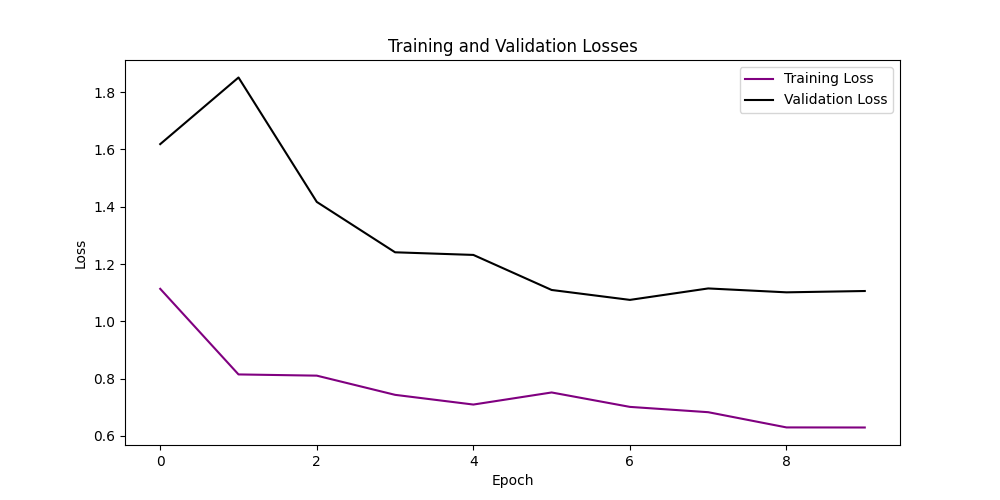 Training and Validation Losses
Training Loss
Validation Loss
1.8
1.6
1.4
1.2
1.0
0.8
0.6
Loss
0 2 4 6 8
Epoch